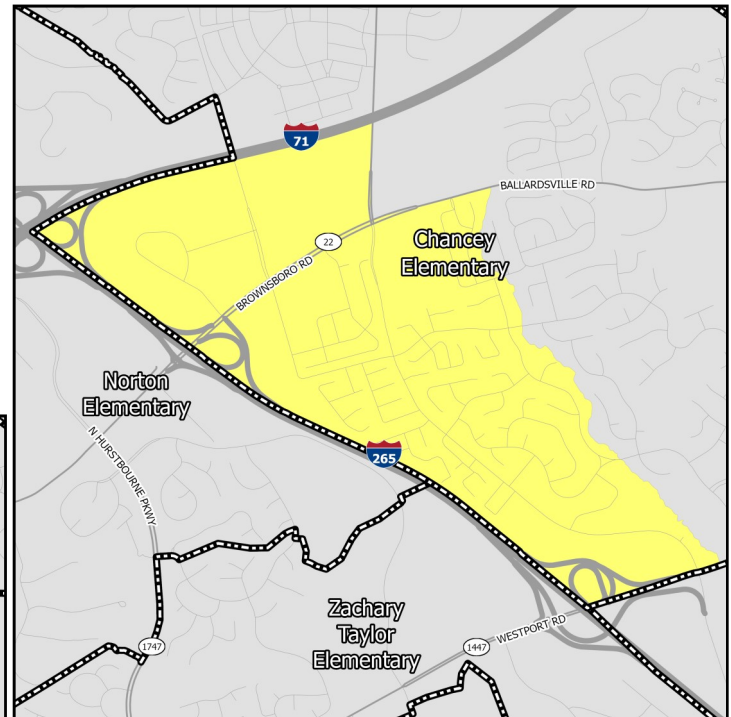 71
BALLARDSVILLE RD
22
BROWNSBORO RD
Chancey
Elementary
Norton
Elementary
N HURSTBOURNE PKWY
265
Zachary
Taylor
Elementary
1747
1447
WESTPORT RD